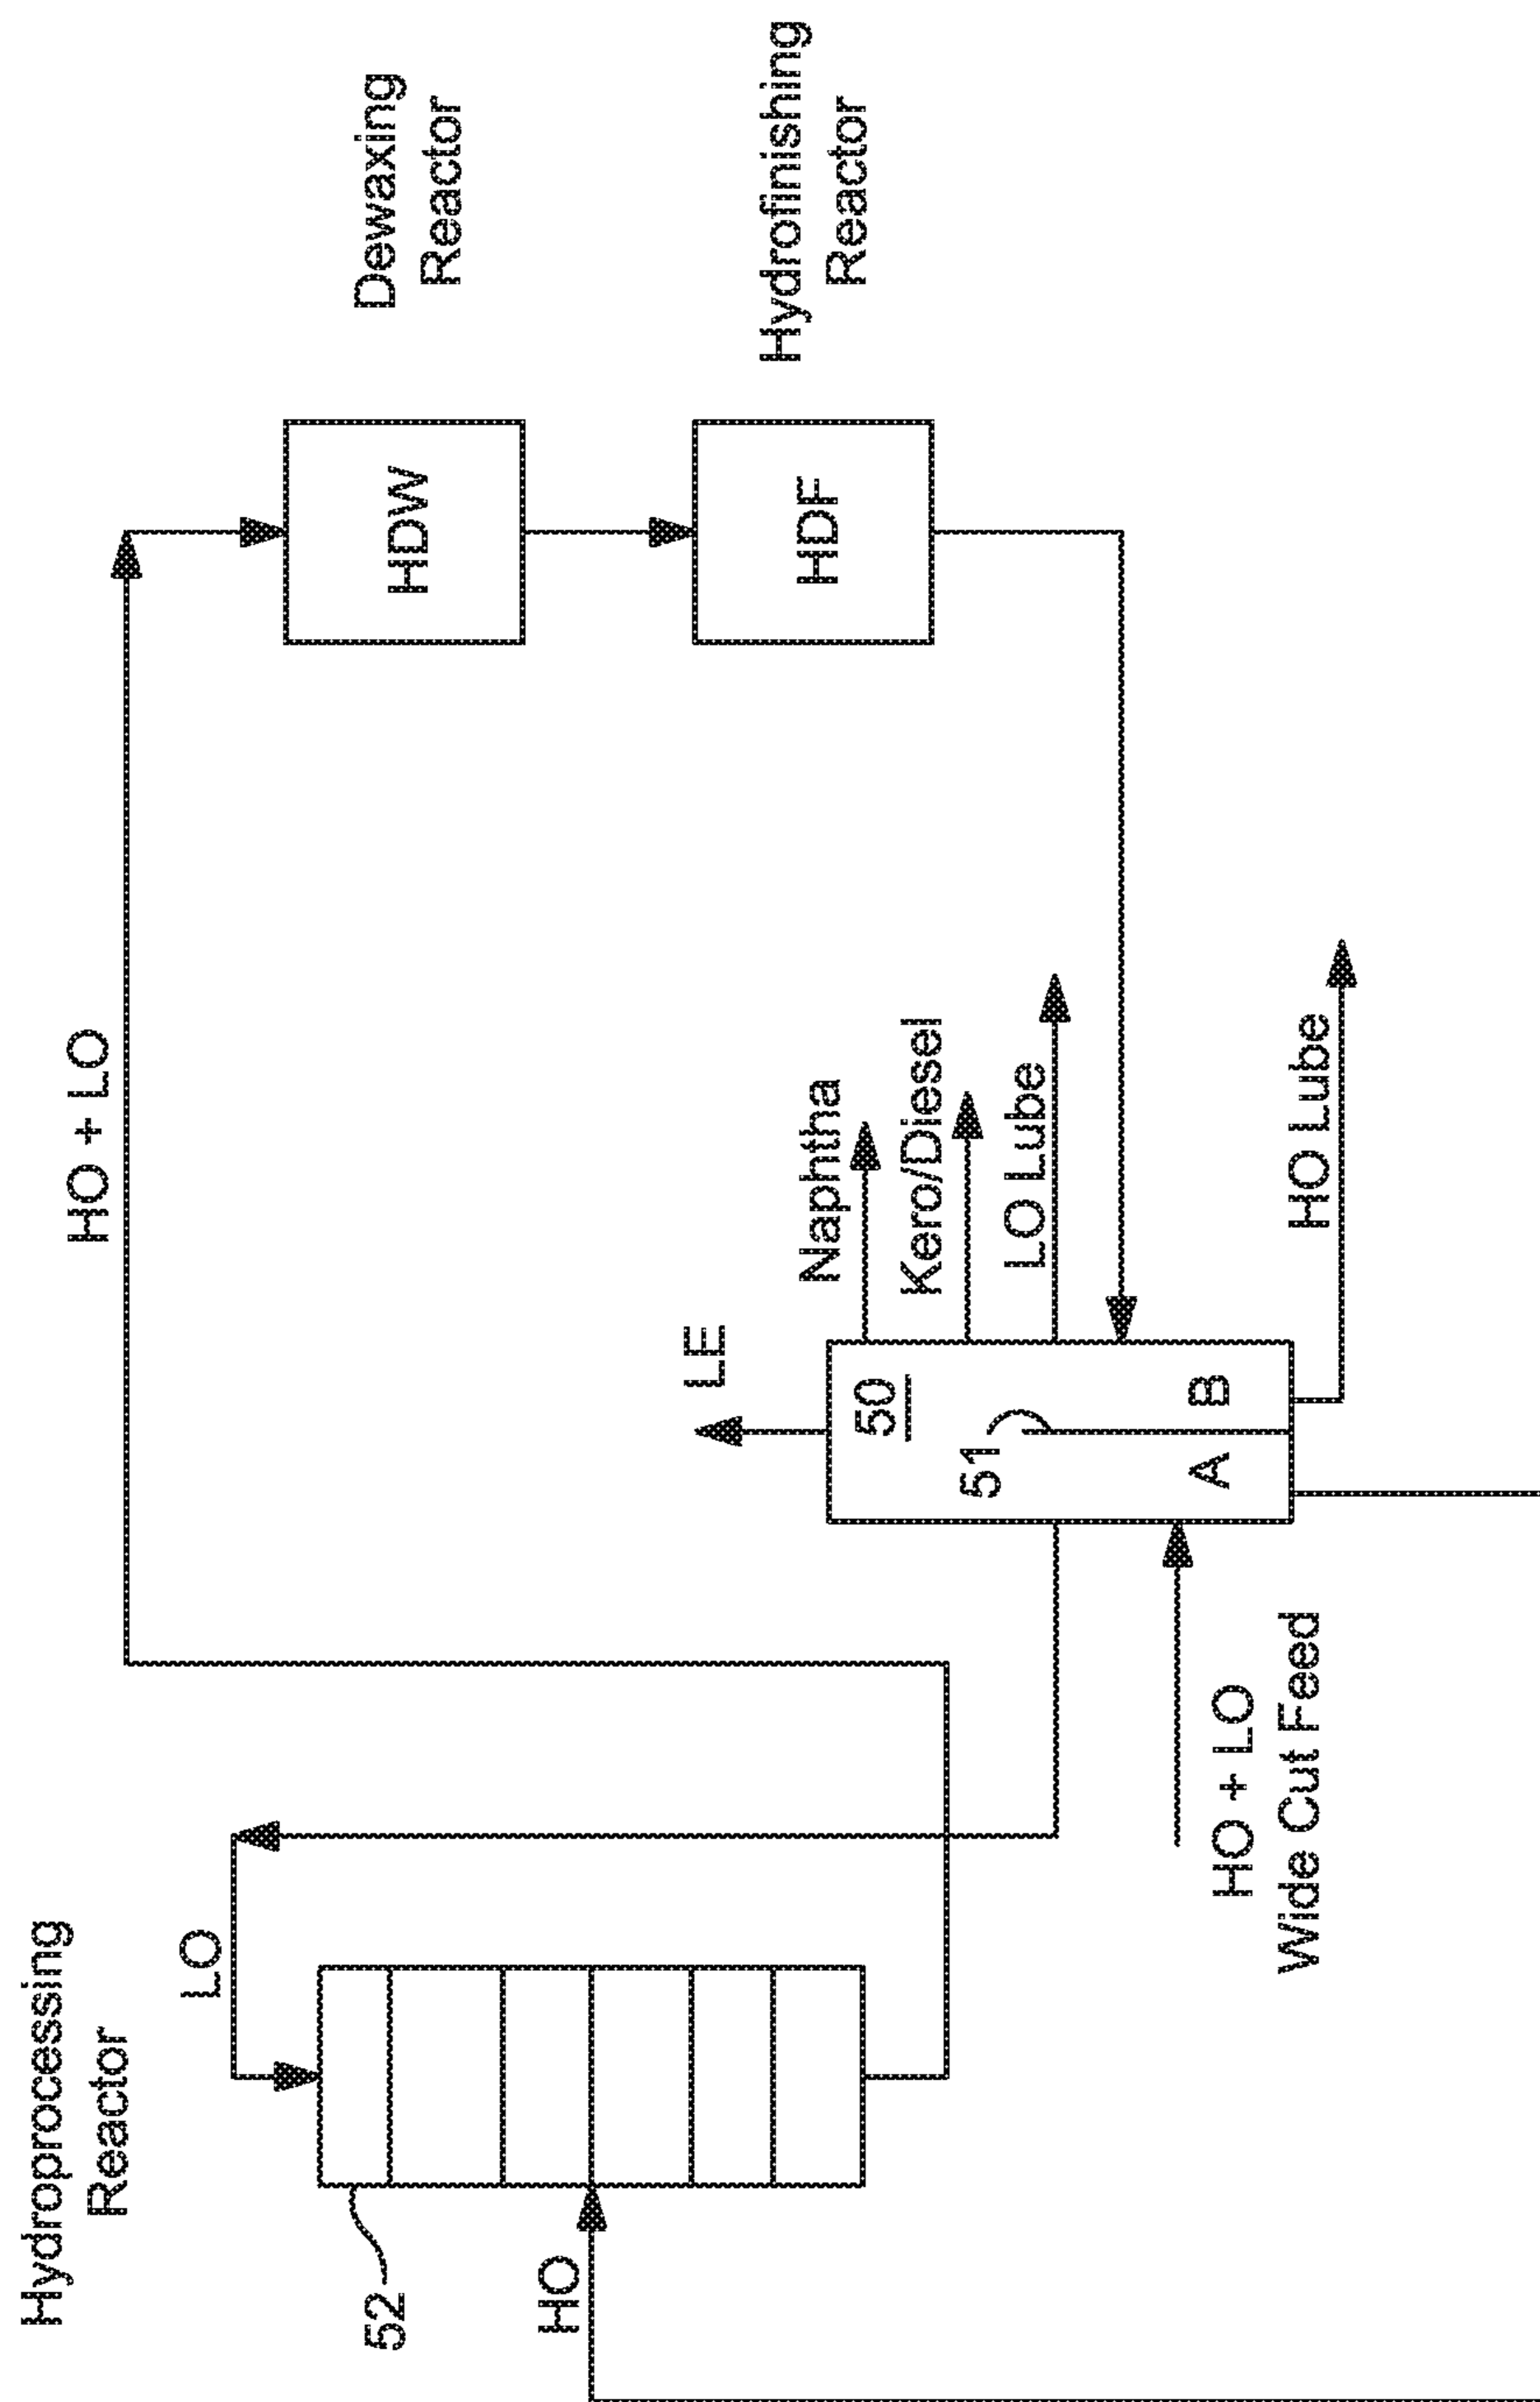 Hydroprocessing
Reactor
LO
52
HO
HO + LO
Dewaxing
Reactor
HDW
Hydrofinishing
Reactor
HDF
LE
50
51
A
B
Naphtha
Kero/Diesel
LO Lube
HO Lube
HO + LO
Wide Cut Feed